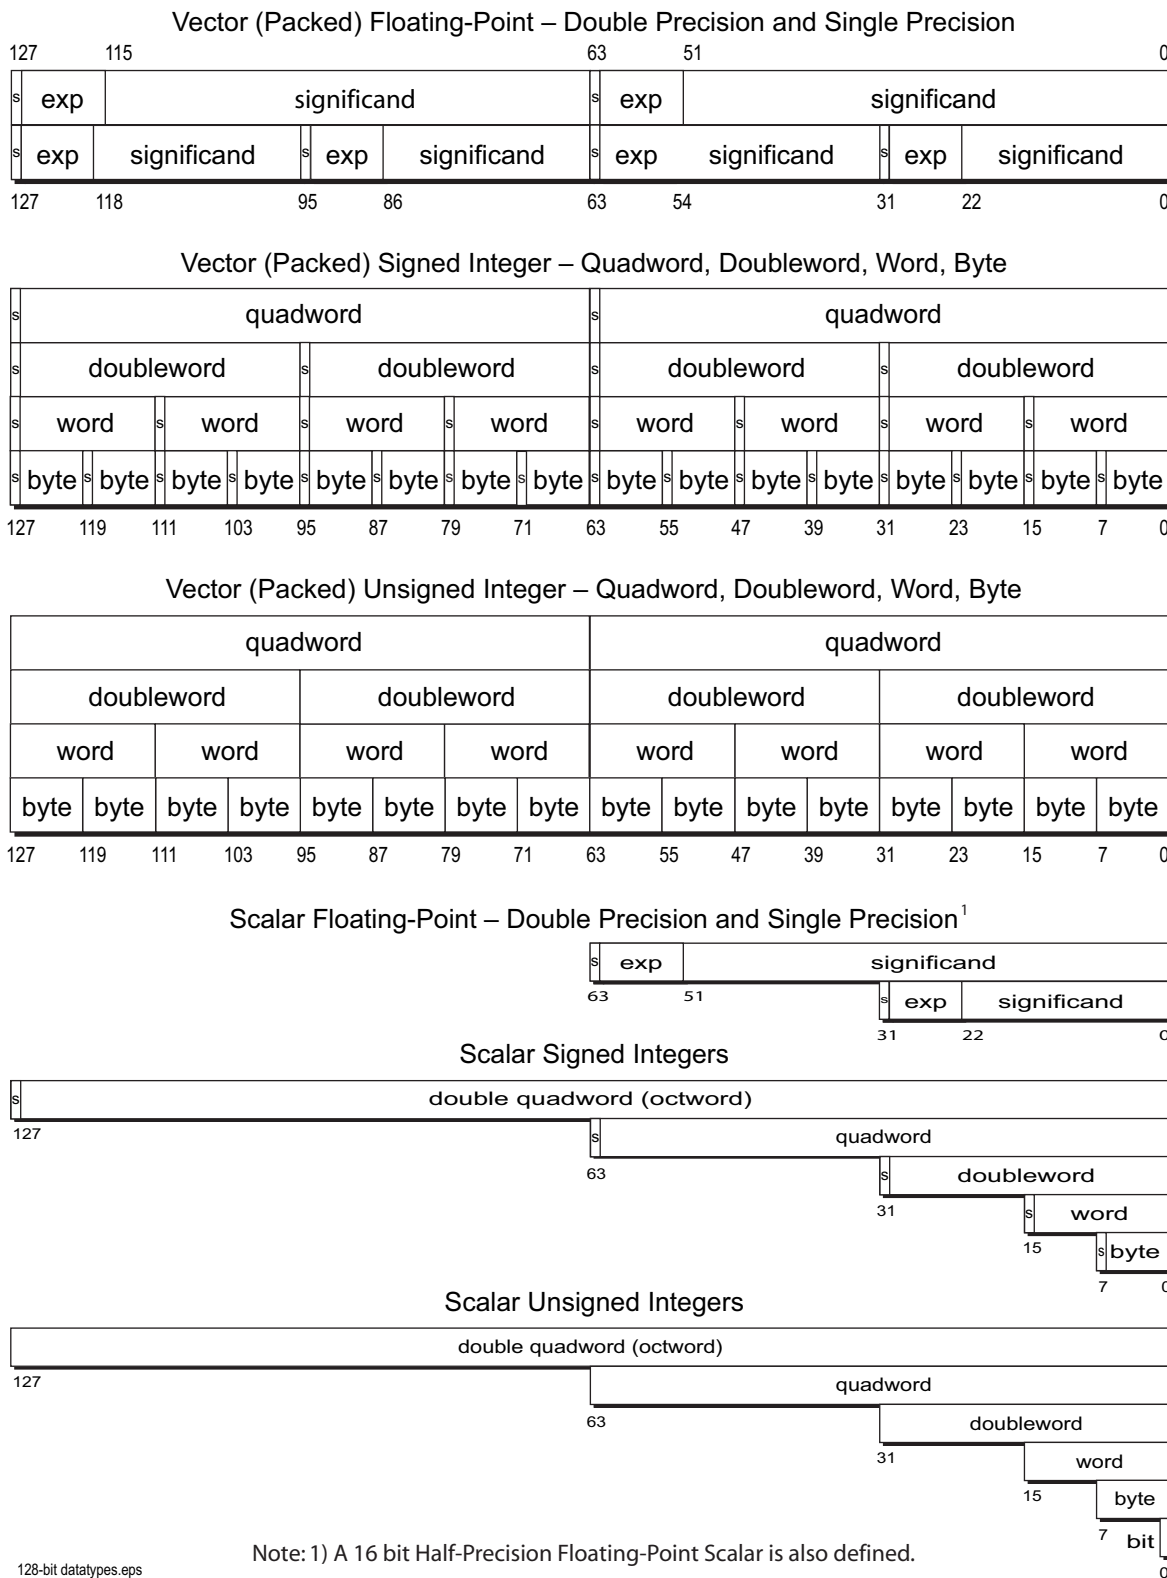 Vector (Packed) Floating-Point – Double Precision and Single Precision
127 115 63 51 0
s exp significand s exp significand
s exp significand s exp significand s exp significand s exp significand
127 118 95 86 63 54 31 22 0
Vector (Packed) Signed Integer – Quadword, Doubleword, Word, Byte
s quadword s quadword
s doubleword s doubleword s doubleword s doubleword
s word s word s word s word s word s word s word s word
s byte s byte s byte s byte s byte s byte s byte s byte s byte s byte s byte s byte s byte s byte s byte s byte
127 119 111 103 95 87 79 71 63 55 47 39 31 23 15 7 0
Vector (Packed) Unsigned Integer – Quadword, Doubleword, Word, Byte
quadword quadword
doubleword doubleword doubleword doubleword
word word word word word word word word
byte byte byte byte byte byte byte byte byte byte byte byte byte byte byte byte
127 119 111 103 95 87 79 71 63 55 47 39 31 23 15 7 0
Scalar Floating-Point – Double Precision and Single Precision1
s exp significand
63 51
s exp significand
31 22 0
Scalar Signed Integers
s double quadword (octword)
127
s quadword
63
s doubleword
31
s word
15
s byte
7 0
Scalar Unsigned Integers
double quadword (octword)
127
quadword
63
doubleword
31
word
15
byte
7
bit
0
Note: 1) A 16 bit Half-Precision Floating-Point Scalar is also defined.
128-bit datatypes.eps